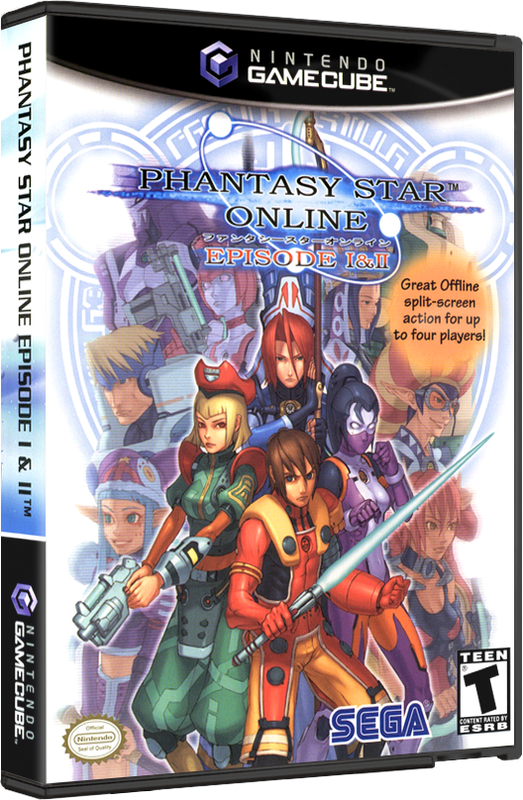 NINTENDO
GAMECUBE™
PHANTASY STAR™
ONLINE
ファンタシースターオンライン
EPISODE I&II
Great Offline
split-screen
action for up
to four players!
Official
Nintendo
Seal of Quality
SEGA
TEEN
T
CONTENT RATED BY
ESRB
PHANTASY STAR ONLINE EPISODE I & II™
NINTENDO
GAMECUBE™